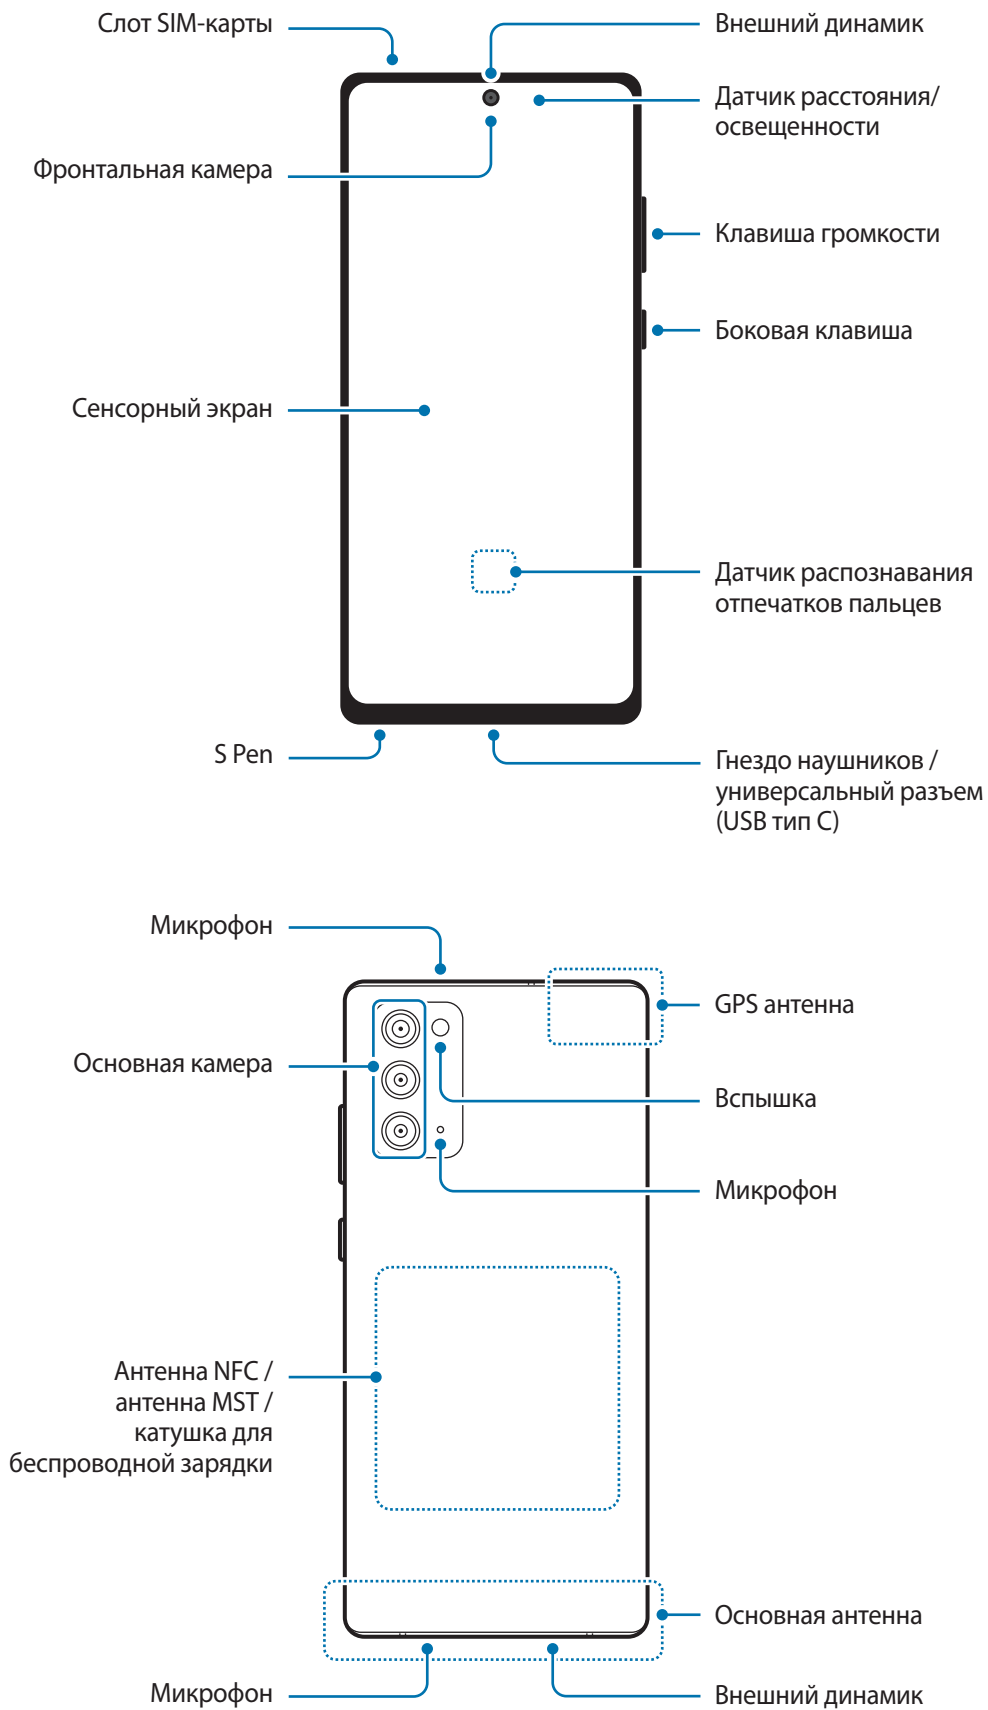 Слот SIM-карты
Внешний динамик
Датчик расстояния/
освещенности
Фронтальная камера
Клавиша громкости
Боковая клавиша
Сенсорный экран
Датчик распознавания
отпечатков пальцев
S Pen
Гнездо наушников /
универсальный разъем
(USB тип C)
Микрофон
GPS антенна
Основная камера
Вспышка
Микрофон
Антенна NFC /
антенна MST /
катушка для
беспроводной зарядки
Основная антенна
Микрофон
Внешний динамик